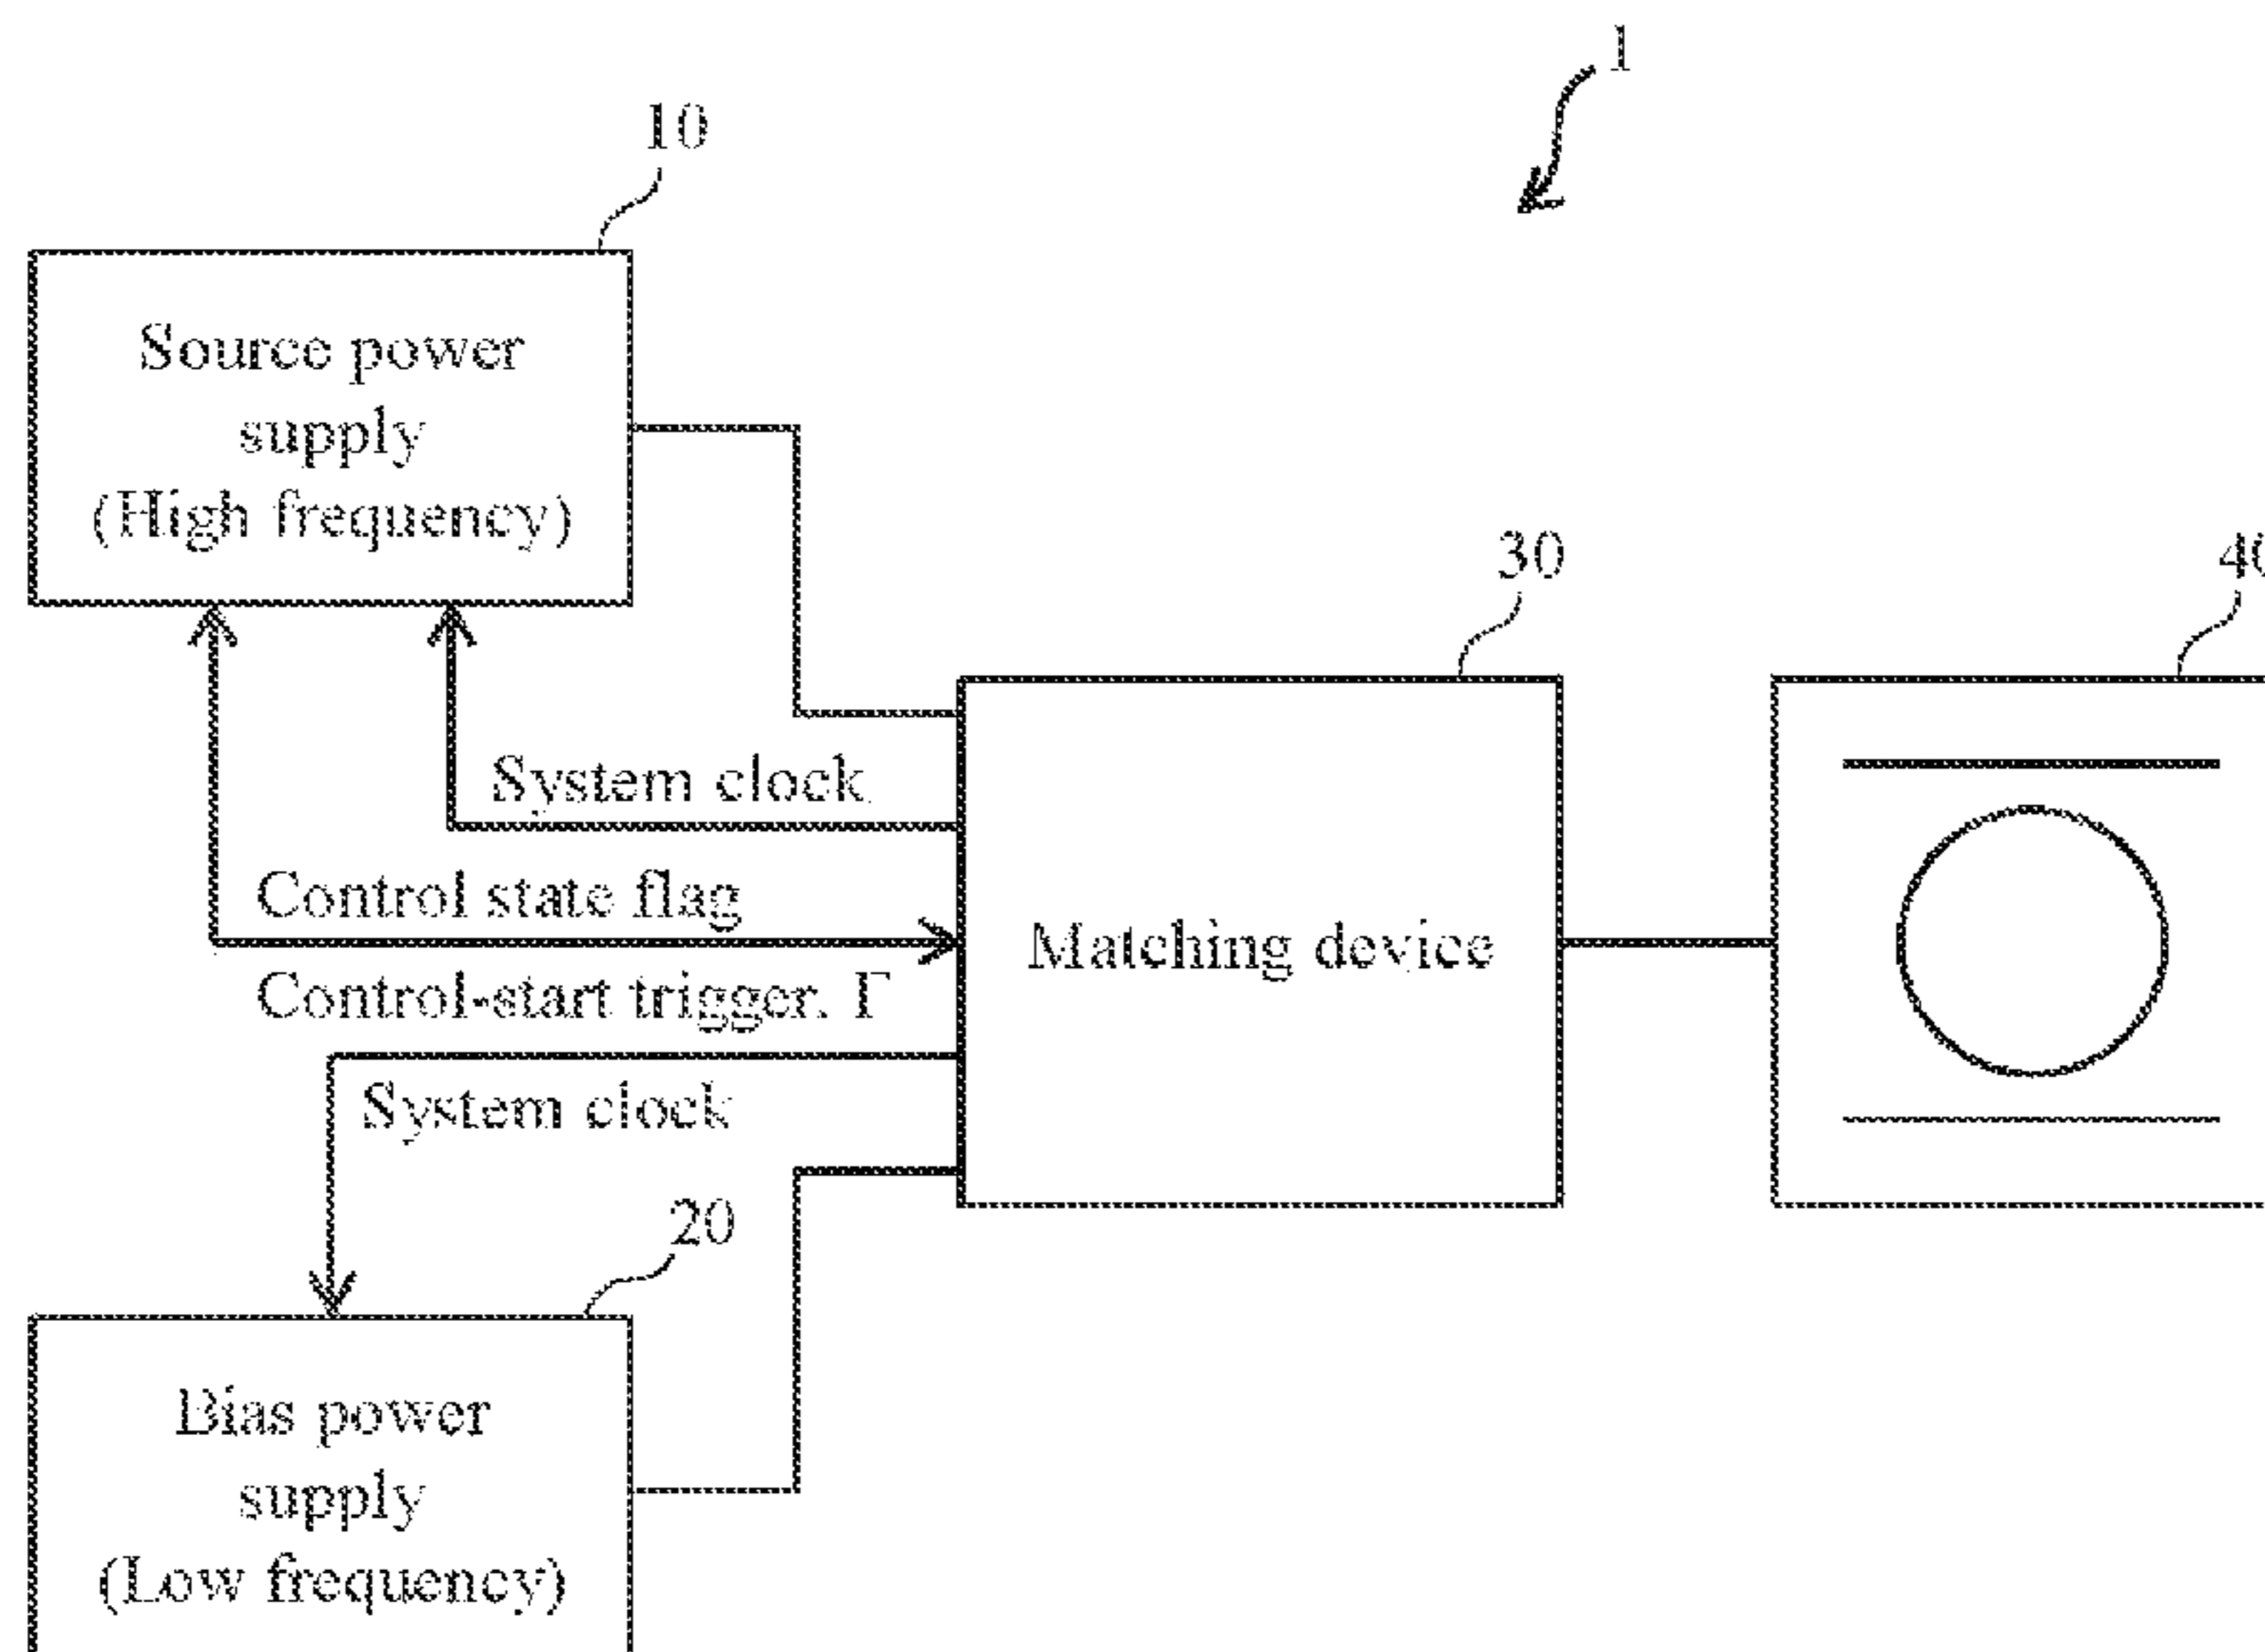 1
10
Source power
supply
(High frequency)
30
40
System clock
Control state flag
Matching device
Control-start trigger, Γ
System clock
20
Bias power
supply
(Low frequency)